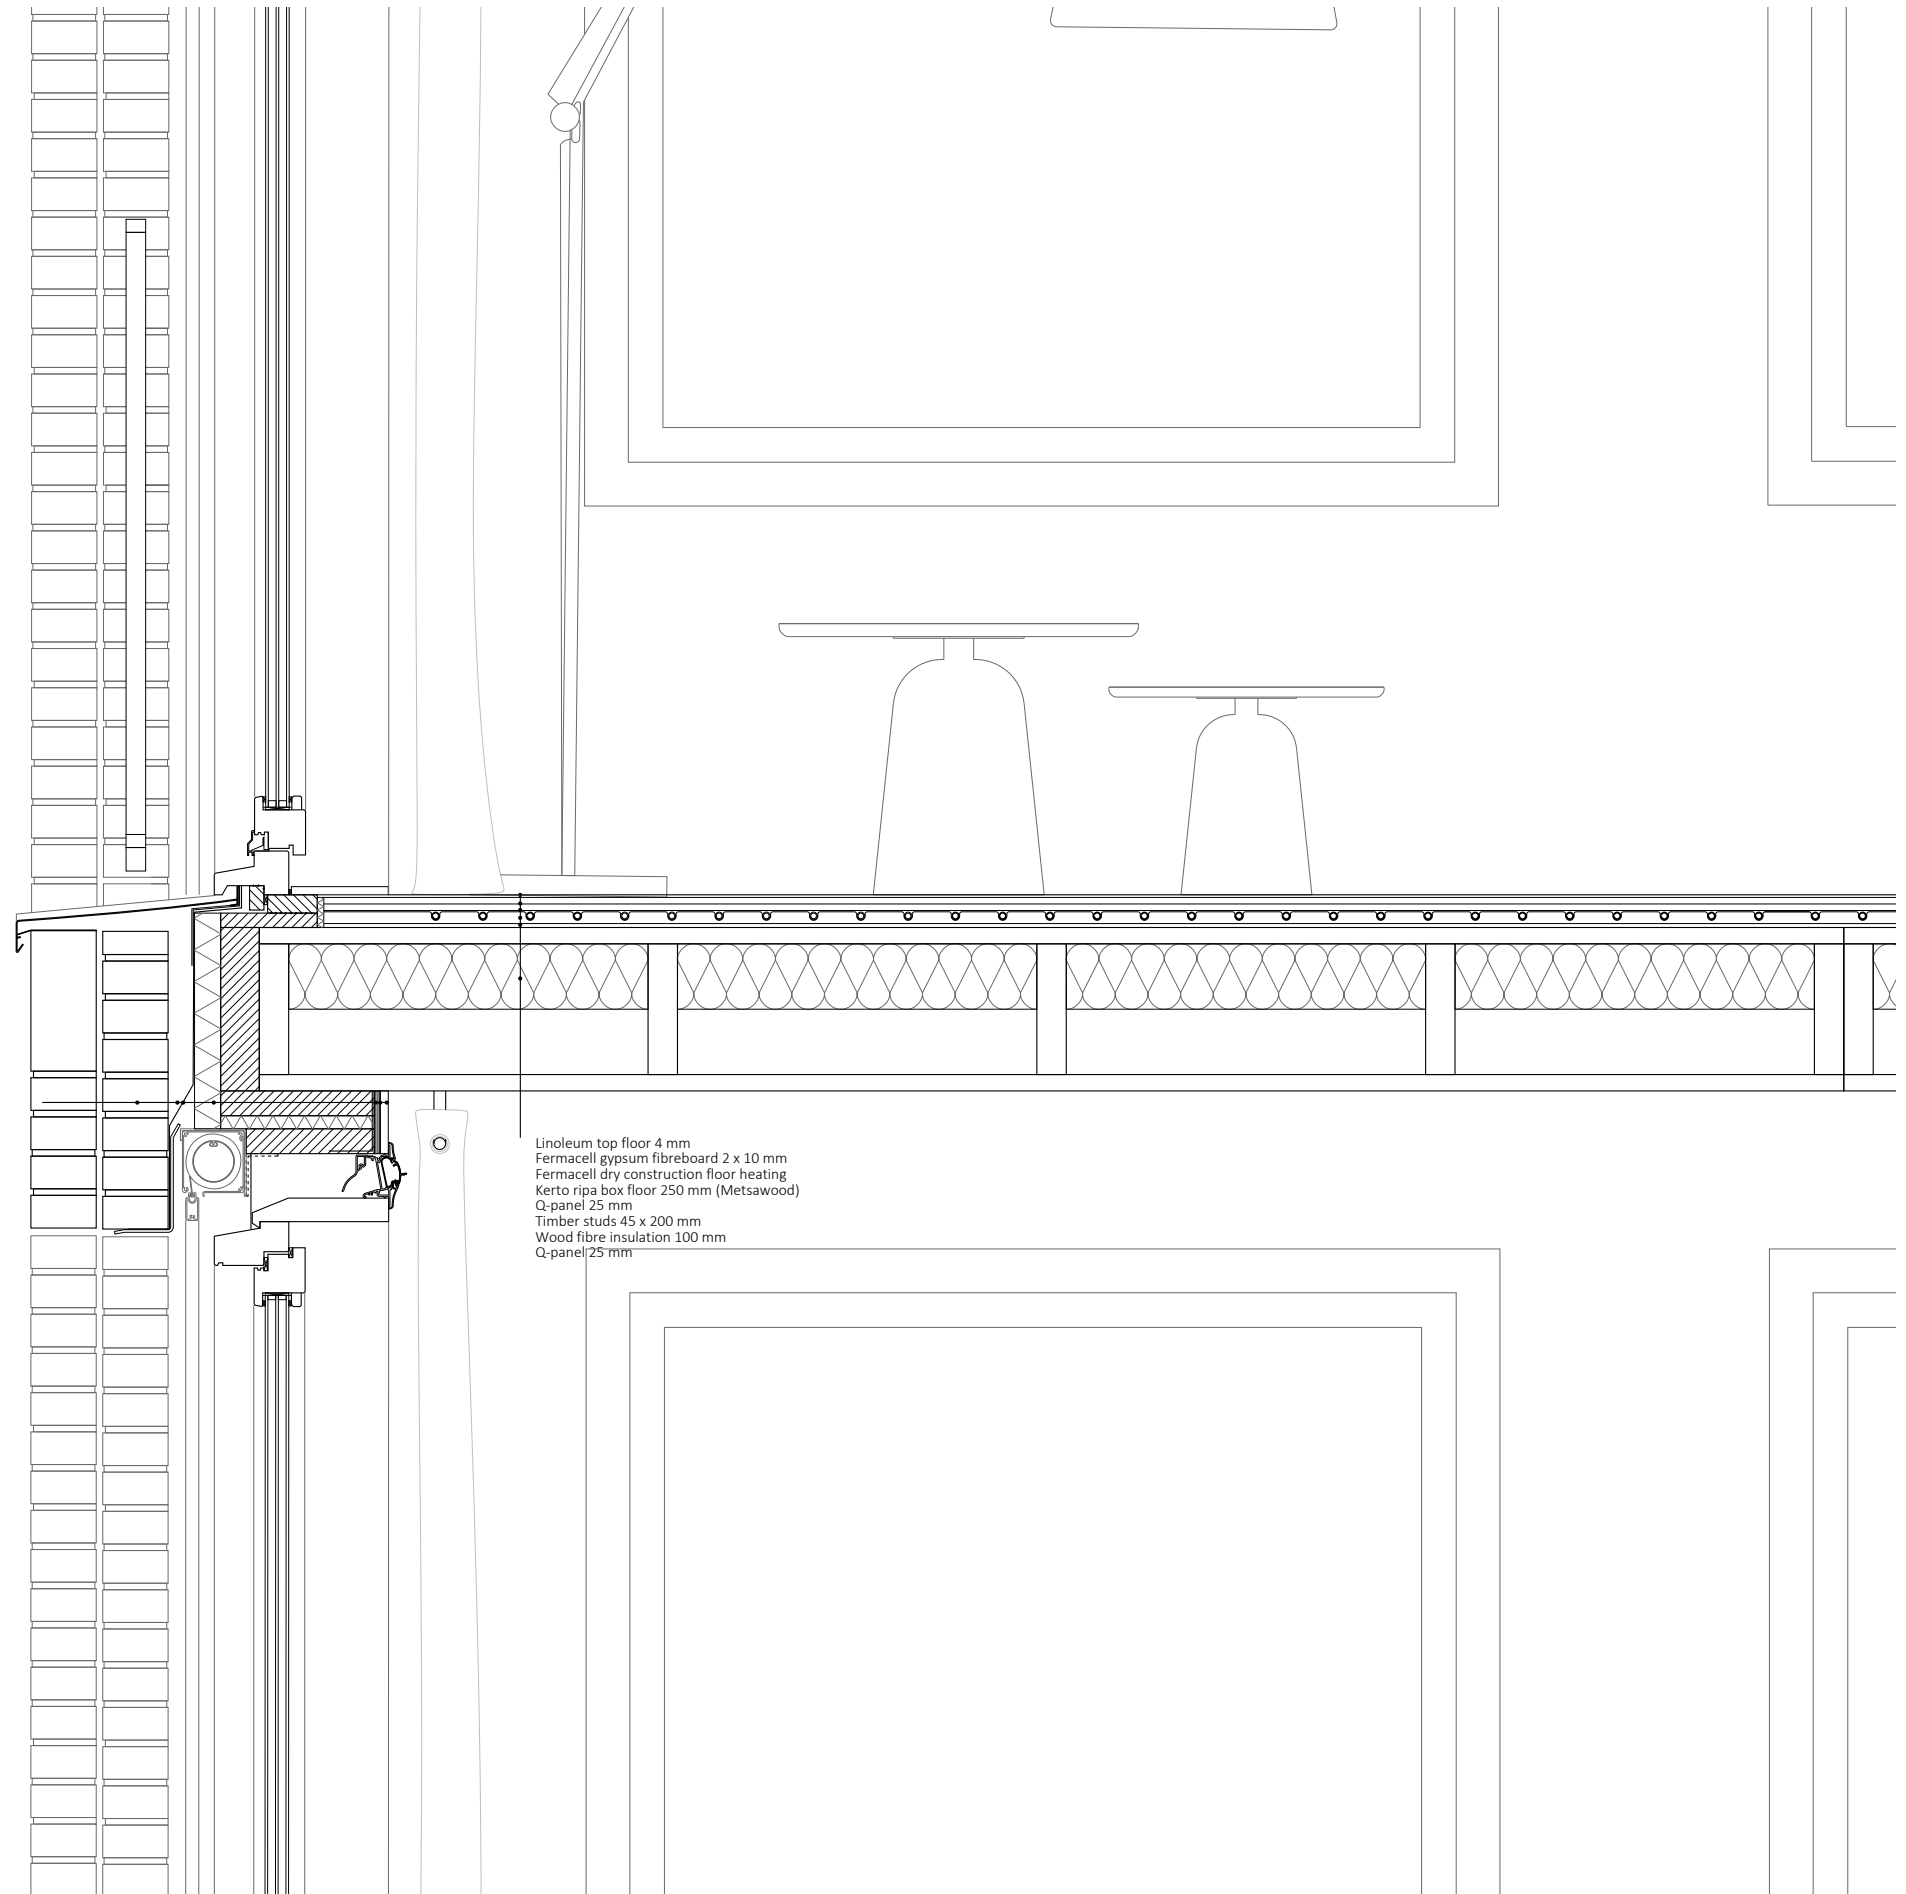 Linoleum top floor 4 mm
Fermacell gypsum fibreboard 2 x 10 mm
Fermacell dry construction floor heating
Kerto ripa box floor 250 mm (Metsawood)
Q-panel 25 mm
Timber studs 45 x 200 mm
Wood fibre insulation 100 mm
Q-panel 25 mm